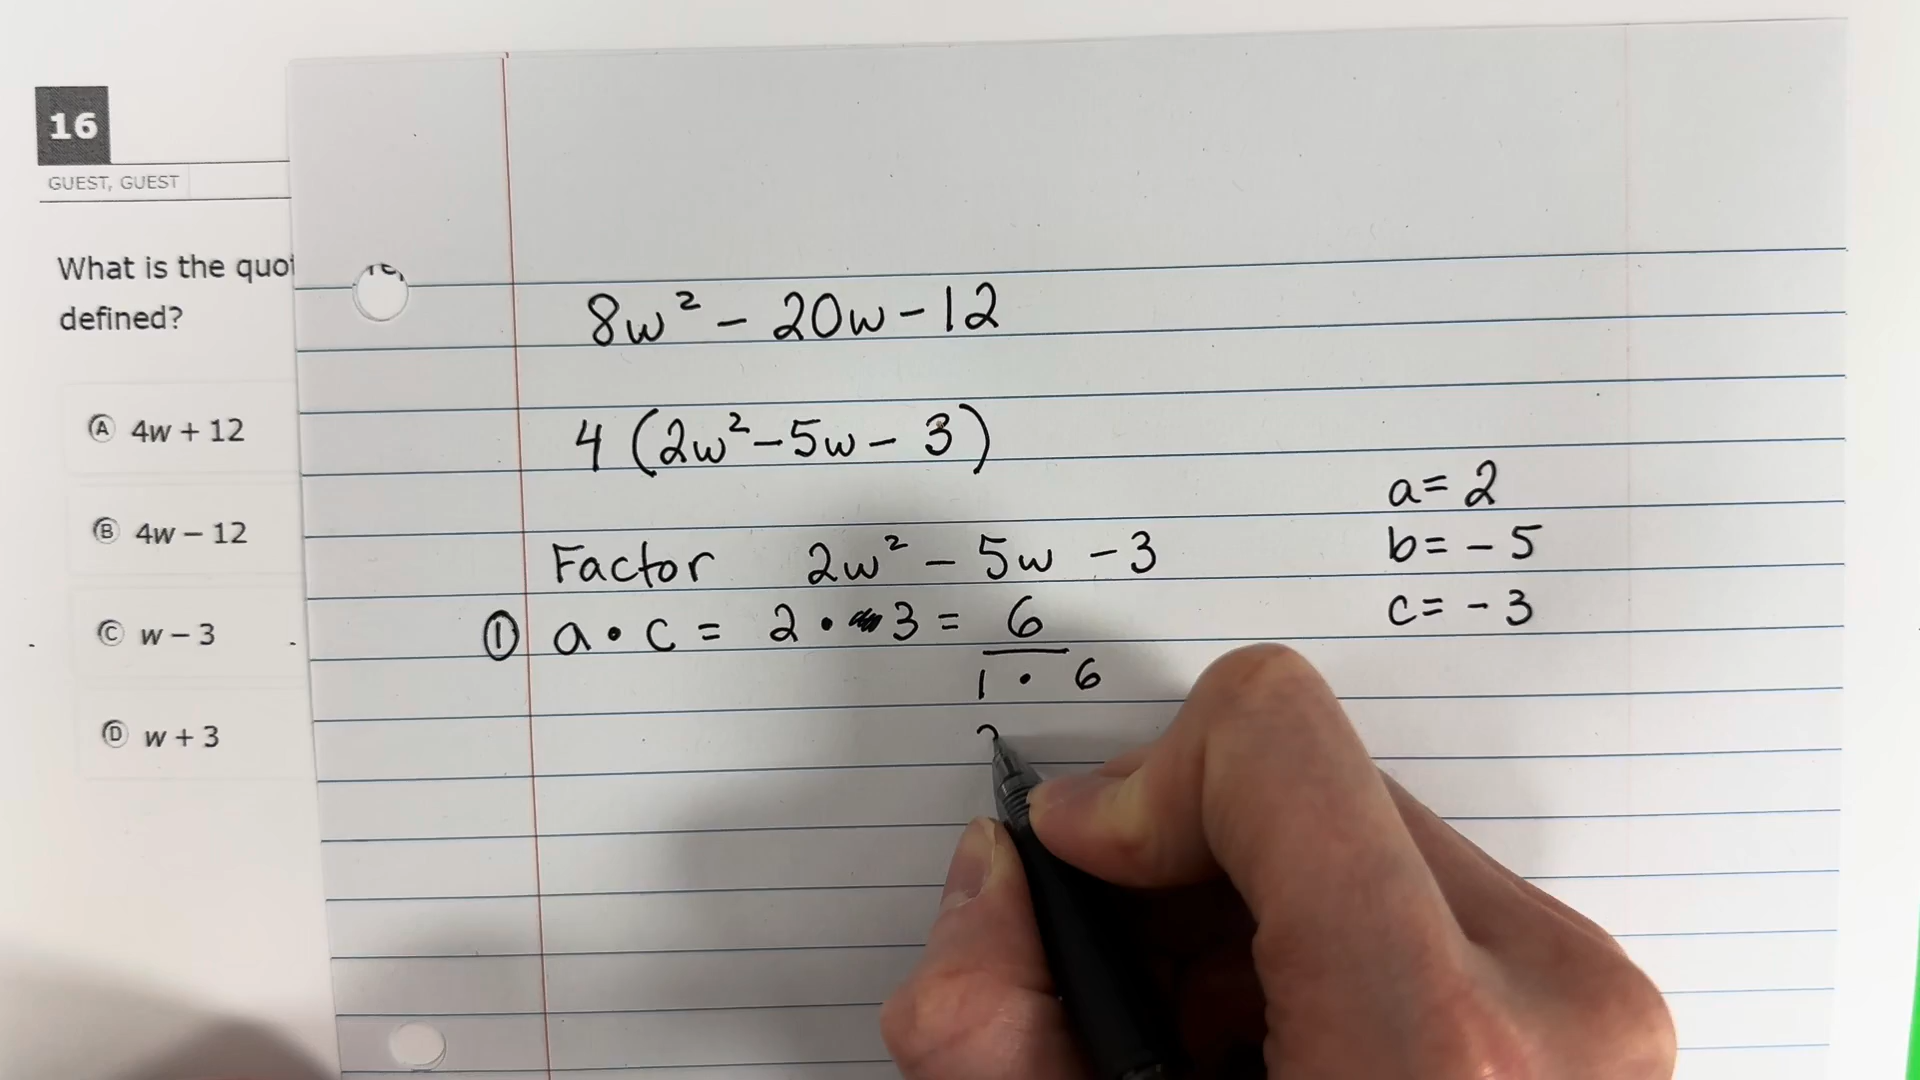 16
GUEST, GUEST
What is the quo
defined?
Ⓐ 4w + 12
Ⓑ 4w − 12
Ⓒ w − 3
Ⓓ w + 3
8w² − 20w − 12
4 (2w² − 5w − 3)
Factor 2w² − 5w − 3
① a • c = 2 • 3 = 6
1 • 6
2
a = 2
b = − 5
c = − 3